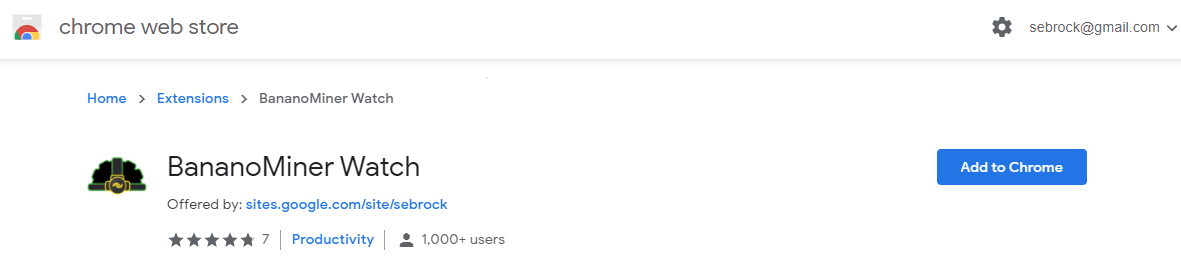 chrome web store
sebrock@gmail.com
Home > Extensions > BananoMiner Watch
BananoMiner Watch
Add to Chrome
Offered by: sites.google.com/site/sebrock
7 Productivity 1,000+ users